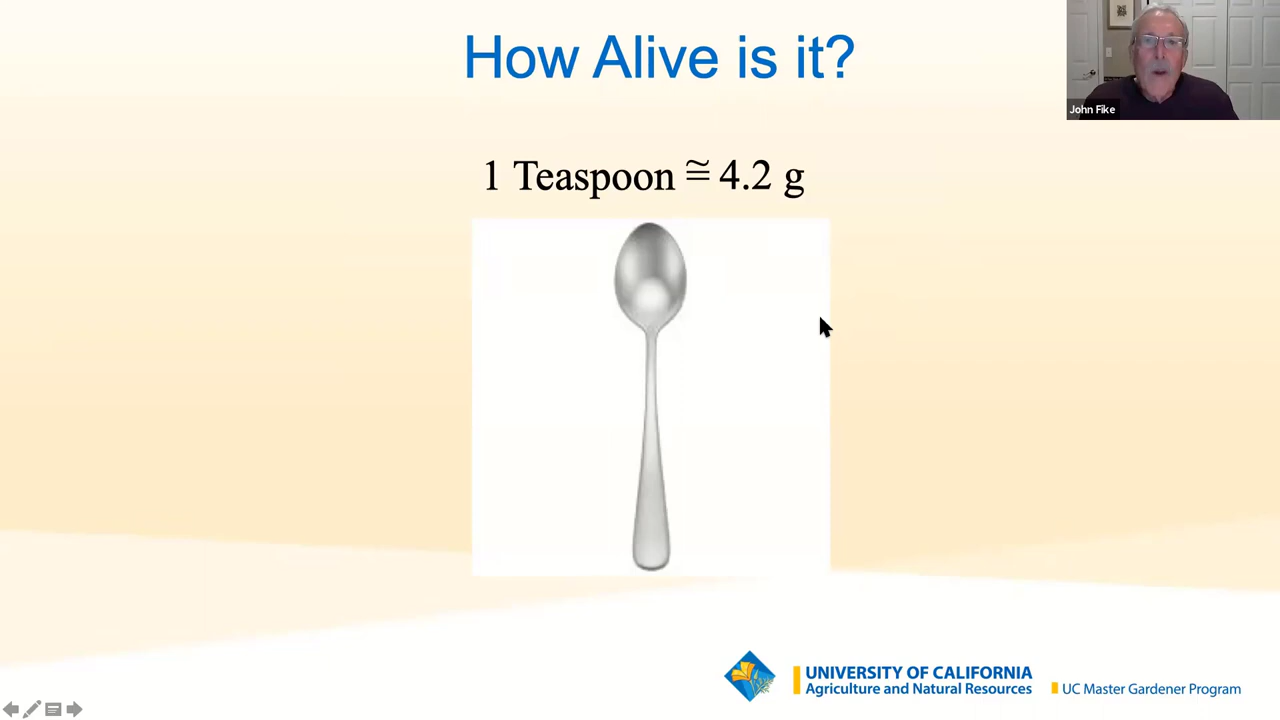 How Alive is it?
John Fike
1 Teaspoon ≅ 4.2 g
UNIVERSITY OF CALIFORNIA
Agriculture and Natural Resources
UC Master Gardener Program